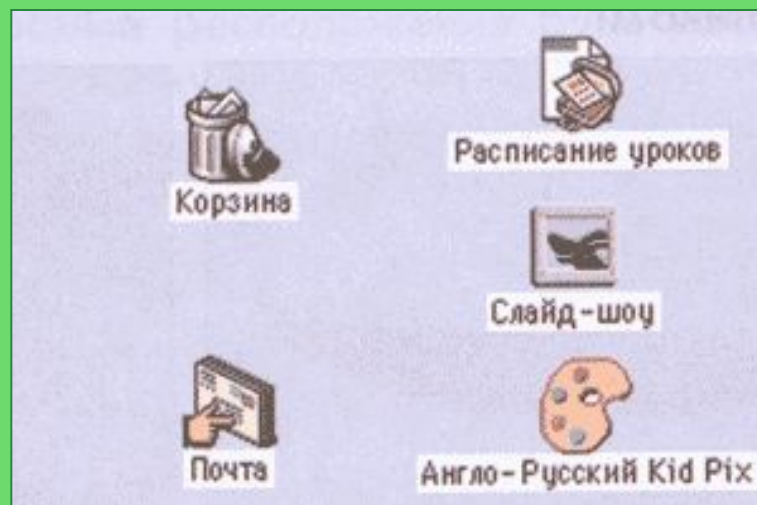 Корзина
Расписание уроков
Слайд-шоу
Почта
Англо-Русский Kid Pix